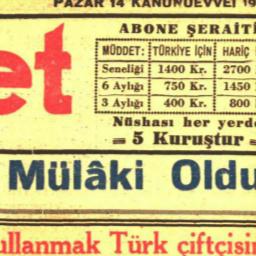 PAZAR 14 KANUNUEVVEL 19
et
ABONE ŞERAİTİ
MÜDDET: TÜRKİYE İÇİN HARİÇ
Seneliği 1400 Kr. 2700
6 Aylığı 750 Kr. 1450
3 Aylığı 400 Kr. 800
Nüshası her yerde
5 Kuruştur
Mülâki Oldu
ullanmak Türk çiftçisin